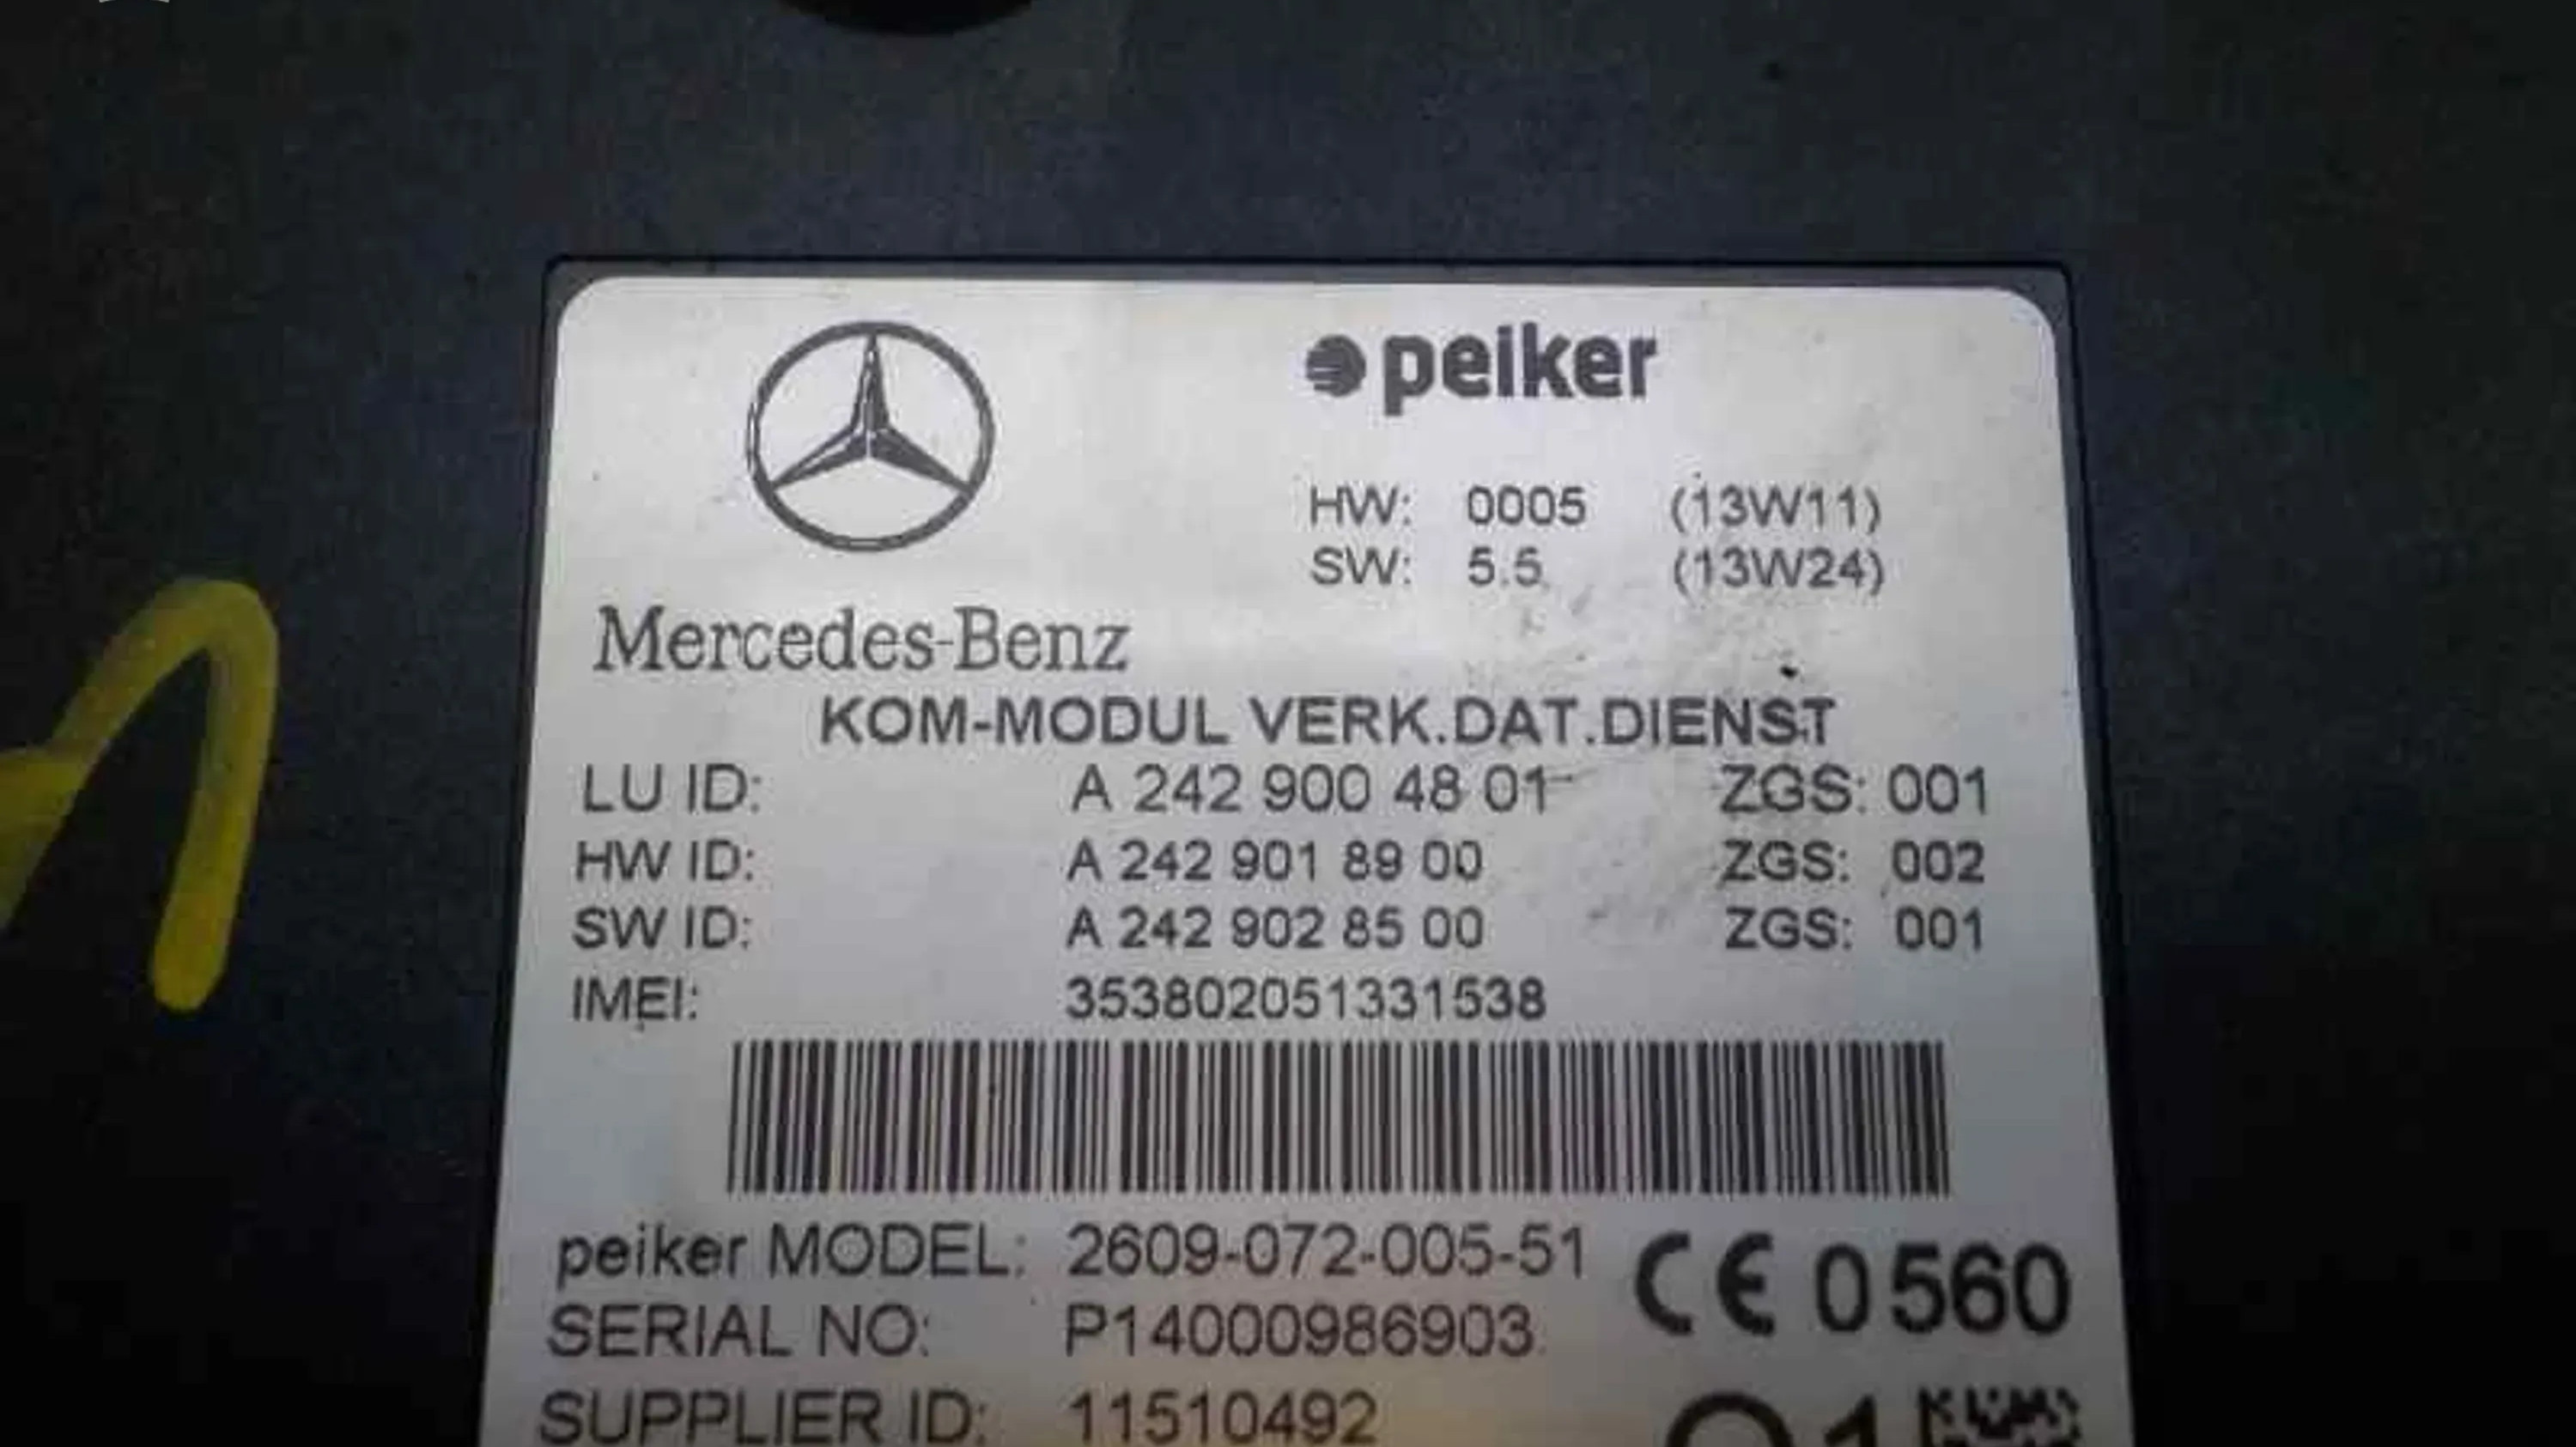 peiker
HW: 0005 (13W11)
SW: 5.5 (13W24)
Mercedes-Benz
KOM-MODUL VERK.DAT.DIENST
LU ID: A 242 900 48 01 ZGS: 001
HW ID: A 242 901 89 00 ZGS: 002
SW ID: A 242 902 85 00 ZGS: 001
IMEI: 353802051331538
peiker MODEL: 2609-072-005-51 CE 0560
SERIAL NO: P14000986903
SUPPLIER ID: 11510492